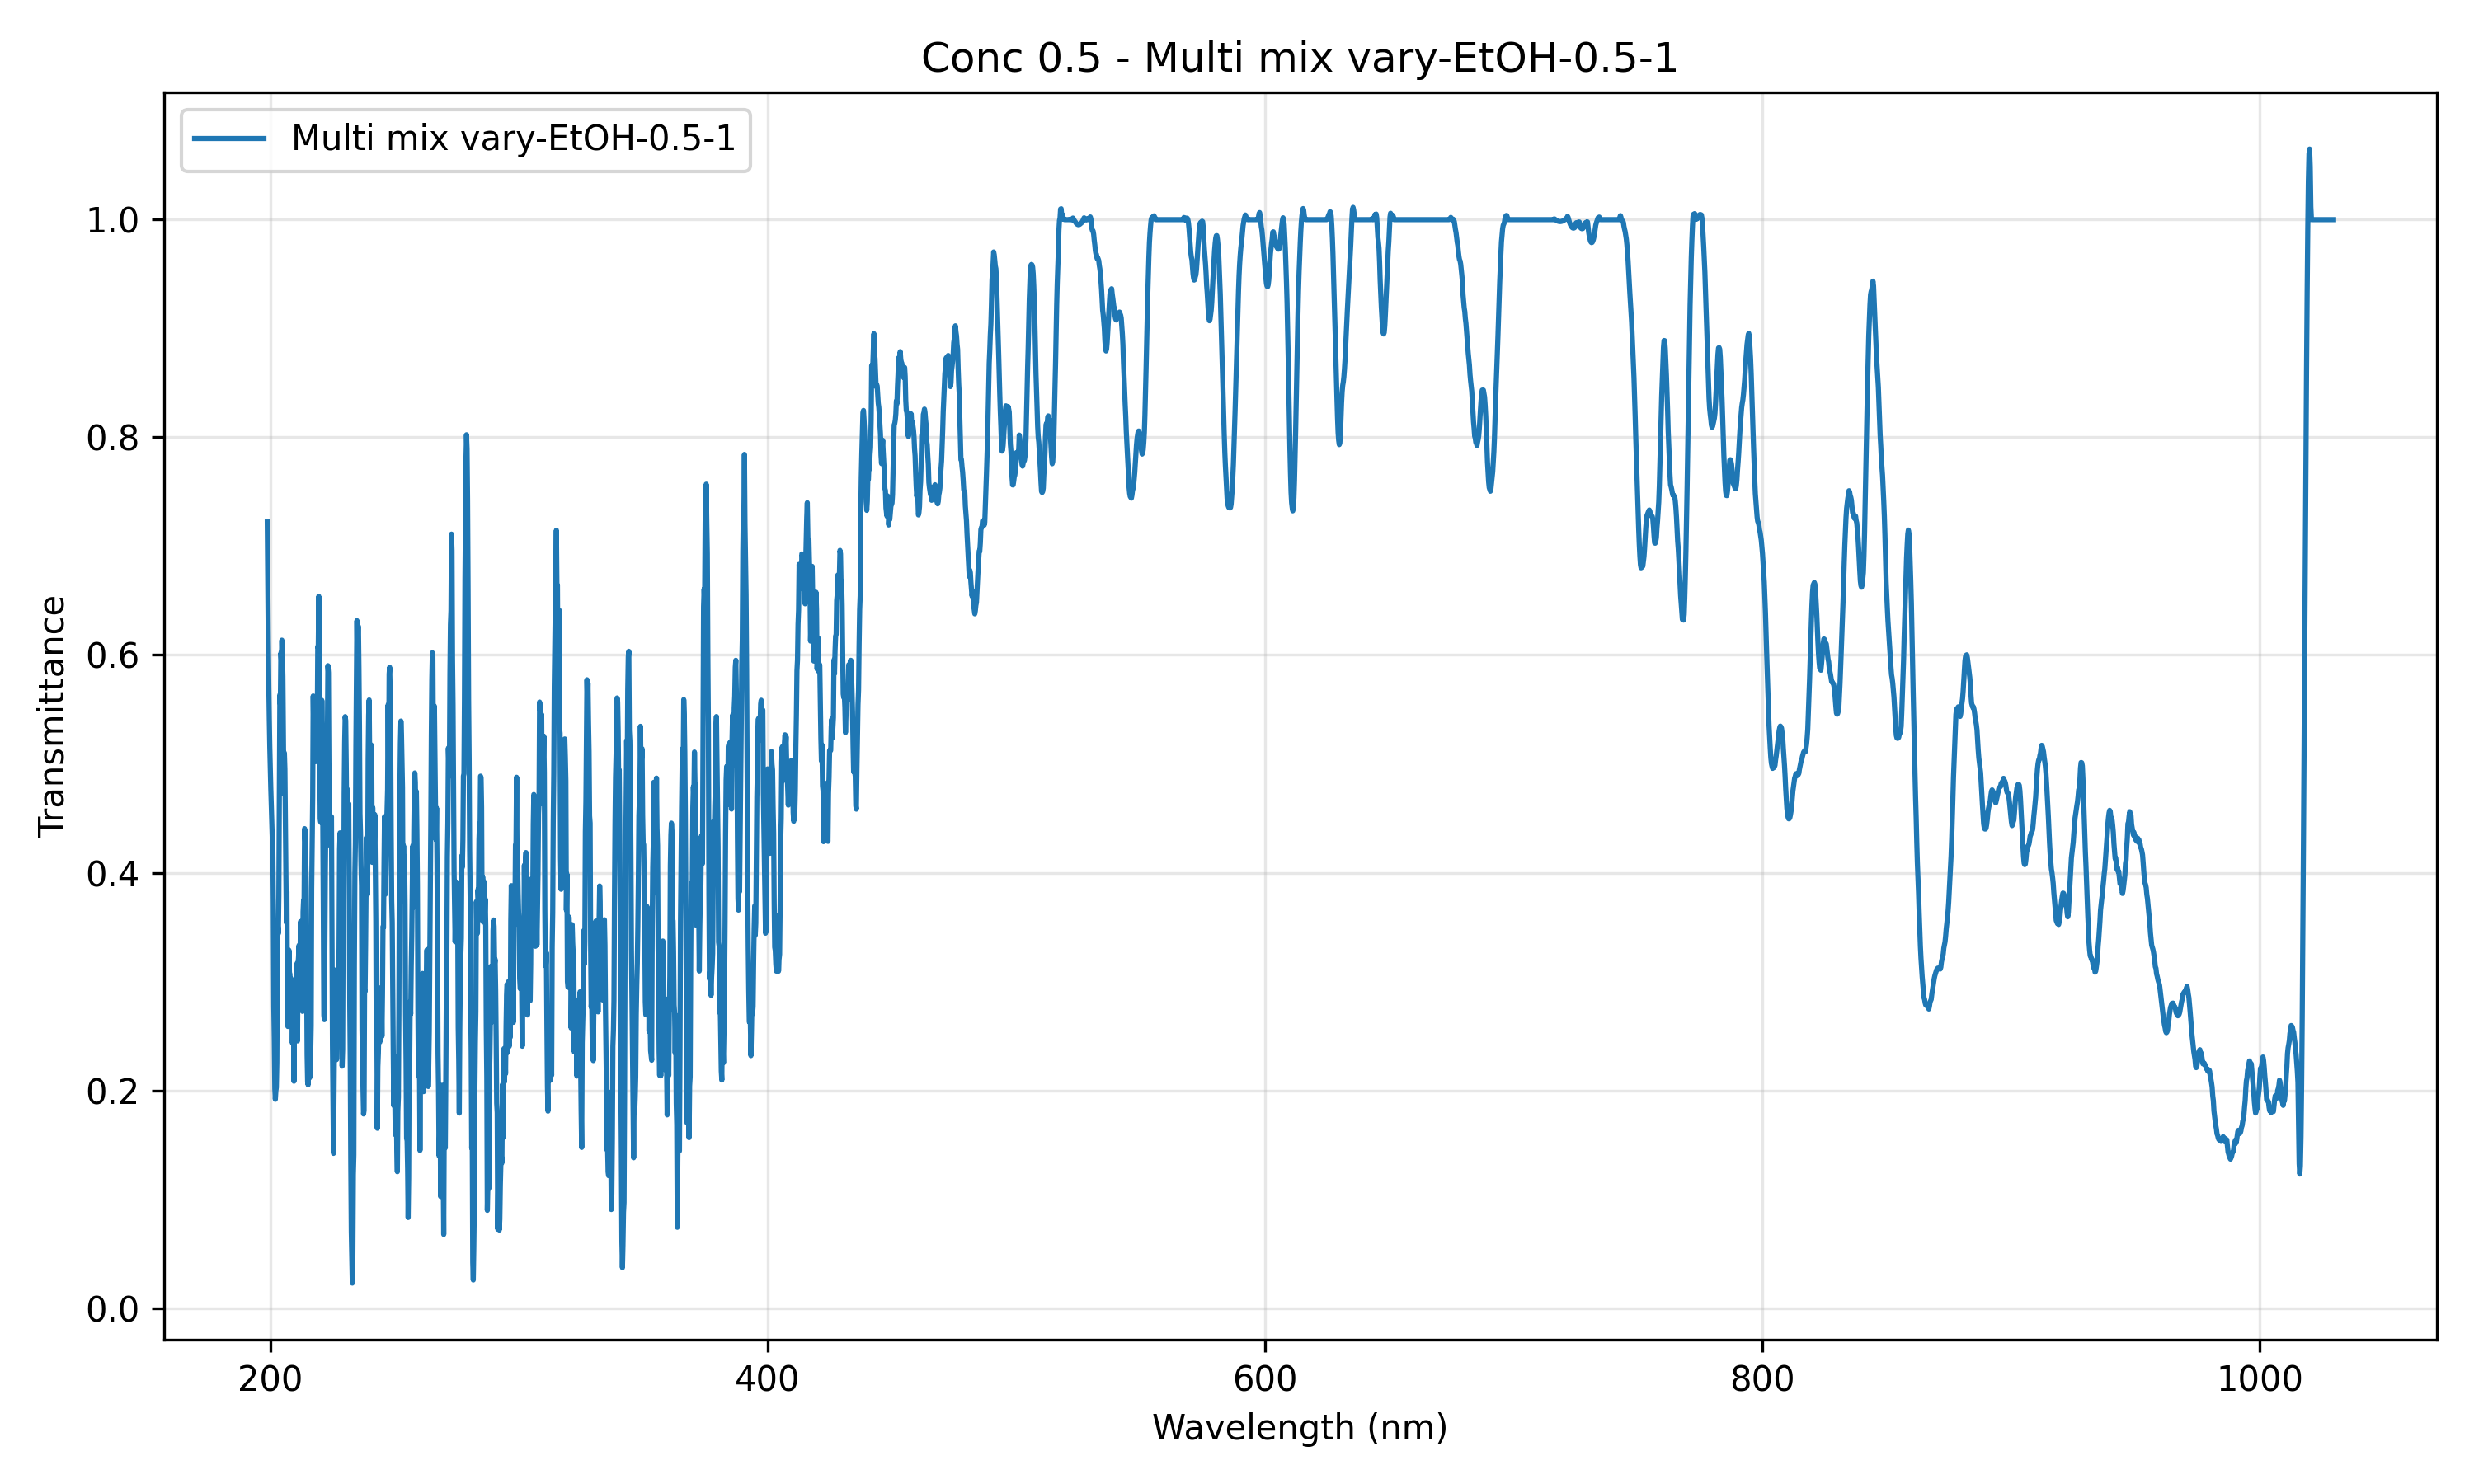 Conc 0.5 - Multi mix vary-EtOH-0.5-1
Multi mix vary-EtOH-0.5-1
Transmittance
1.0
0.8
0.6
0.4
0.2
0.0
200 400 600 800 1000
Wavelength (nm)